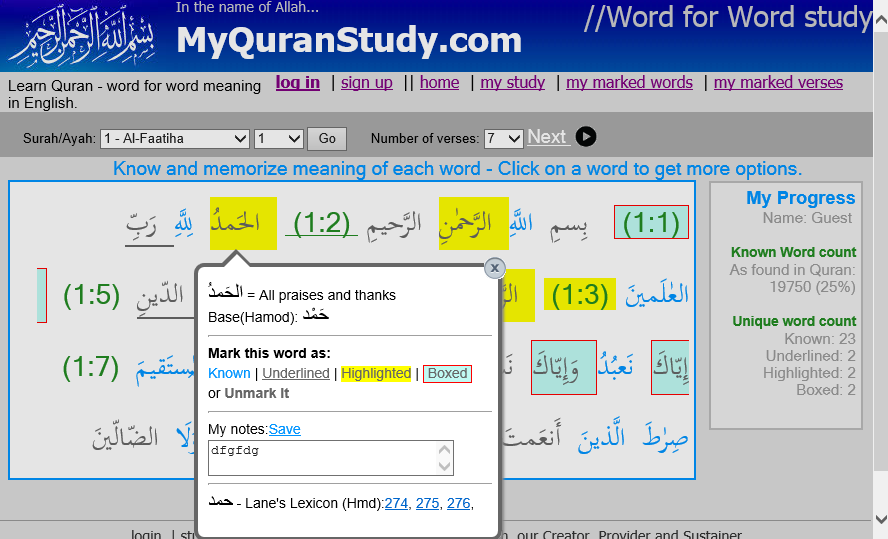 In the name of Allah...
//Word for Word study
بسم الله الرحمن الرحيم
MyQuranStudy.com
Learn Quran - word for word meaning in English.
log in | sign up || home | my study | my marked words | my marked verses
Surah/Ayah: 1 - Al-Faatiha 1 Go Number of verses: 7 Next
Know and memorize meaning of each word - Click on a word to get more options.
(1:1) بِسمِ اللَّهِ الرَّحمٰنِ الرَّحيمِ (1:2) الحَمدُ لِلَّهِ رَبِّ
العٰلَمينَ (1:3) الدّينِ (1:5)
إِيّاكَ نَعبُدُ وَإِيّاكَ المُستَقيمَ (1:7)
صِرٰطَ الَّذينَ أَنعَمتَ وَلَا الضّالّينَ
x
الحَمدُ = All praises and thanks
Base(Hamod): حَمْد
Mark this word as:
Known | Underlined | Highlighted | Boxed
or Unmark It
My notes:Save
dfgfdg
حمد - Lane's Lexicon (Hmd):274, 275, 276,
My Progress
Name: Guest
Known Word count
As found in Quran:
19750 (25%)
Unique word count
Known: 23
Underlined: 2
Highlighted: 2
Boxed: 2
login
our Creator, Provider and Sustainer